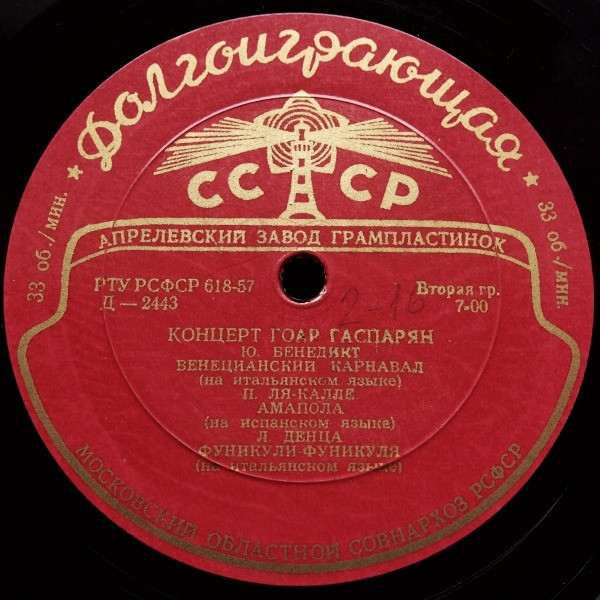 Долгоиграющая
33 об./мин.
33 об./мин.
СССР
АПРЕЛЕВСКИЙ ЗАВОД ГРАМПЛАСТИНОК
РТУ РСФСР 618-57
Д — 2443
Вторая гр.
7-00
2-16
КОНЦЕРТ ГОАР ГАСПАРЯН
Ю. БЕНЕДИКТ
ВЕНЕЦИАНСКИЙ КАРНАВАЛ
(на итальянском языке)
П. ЛЯ-КАЛЛЕ
АМАПОЛА
(на испанском языке)
Л. ДЕНЦА
ФУНИКУЛИ-ФУНИКУЛЯ
(на итальянском языке)
МОСКОВСКИЙ ОБЛАСТНОЙ СОВНАРХОЗ РСФСР